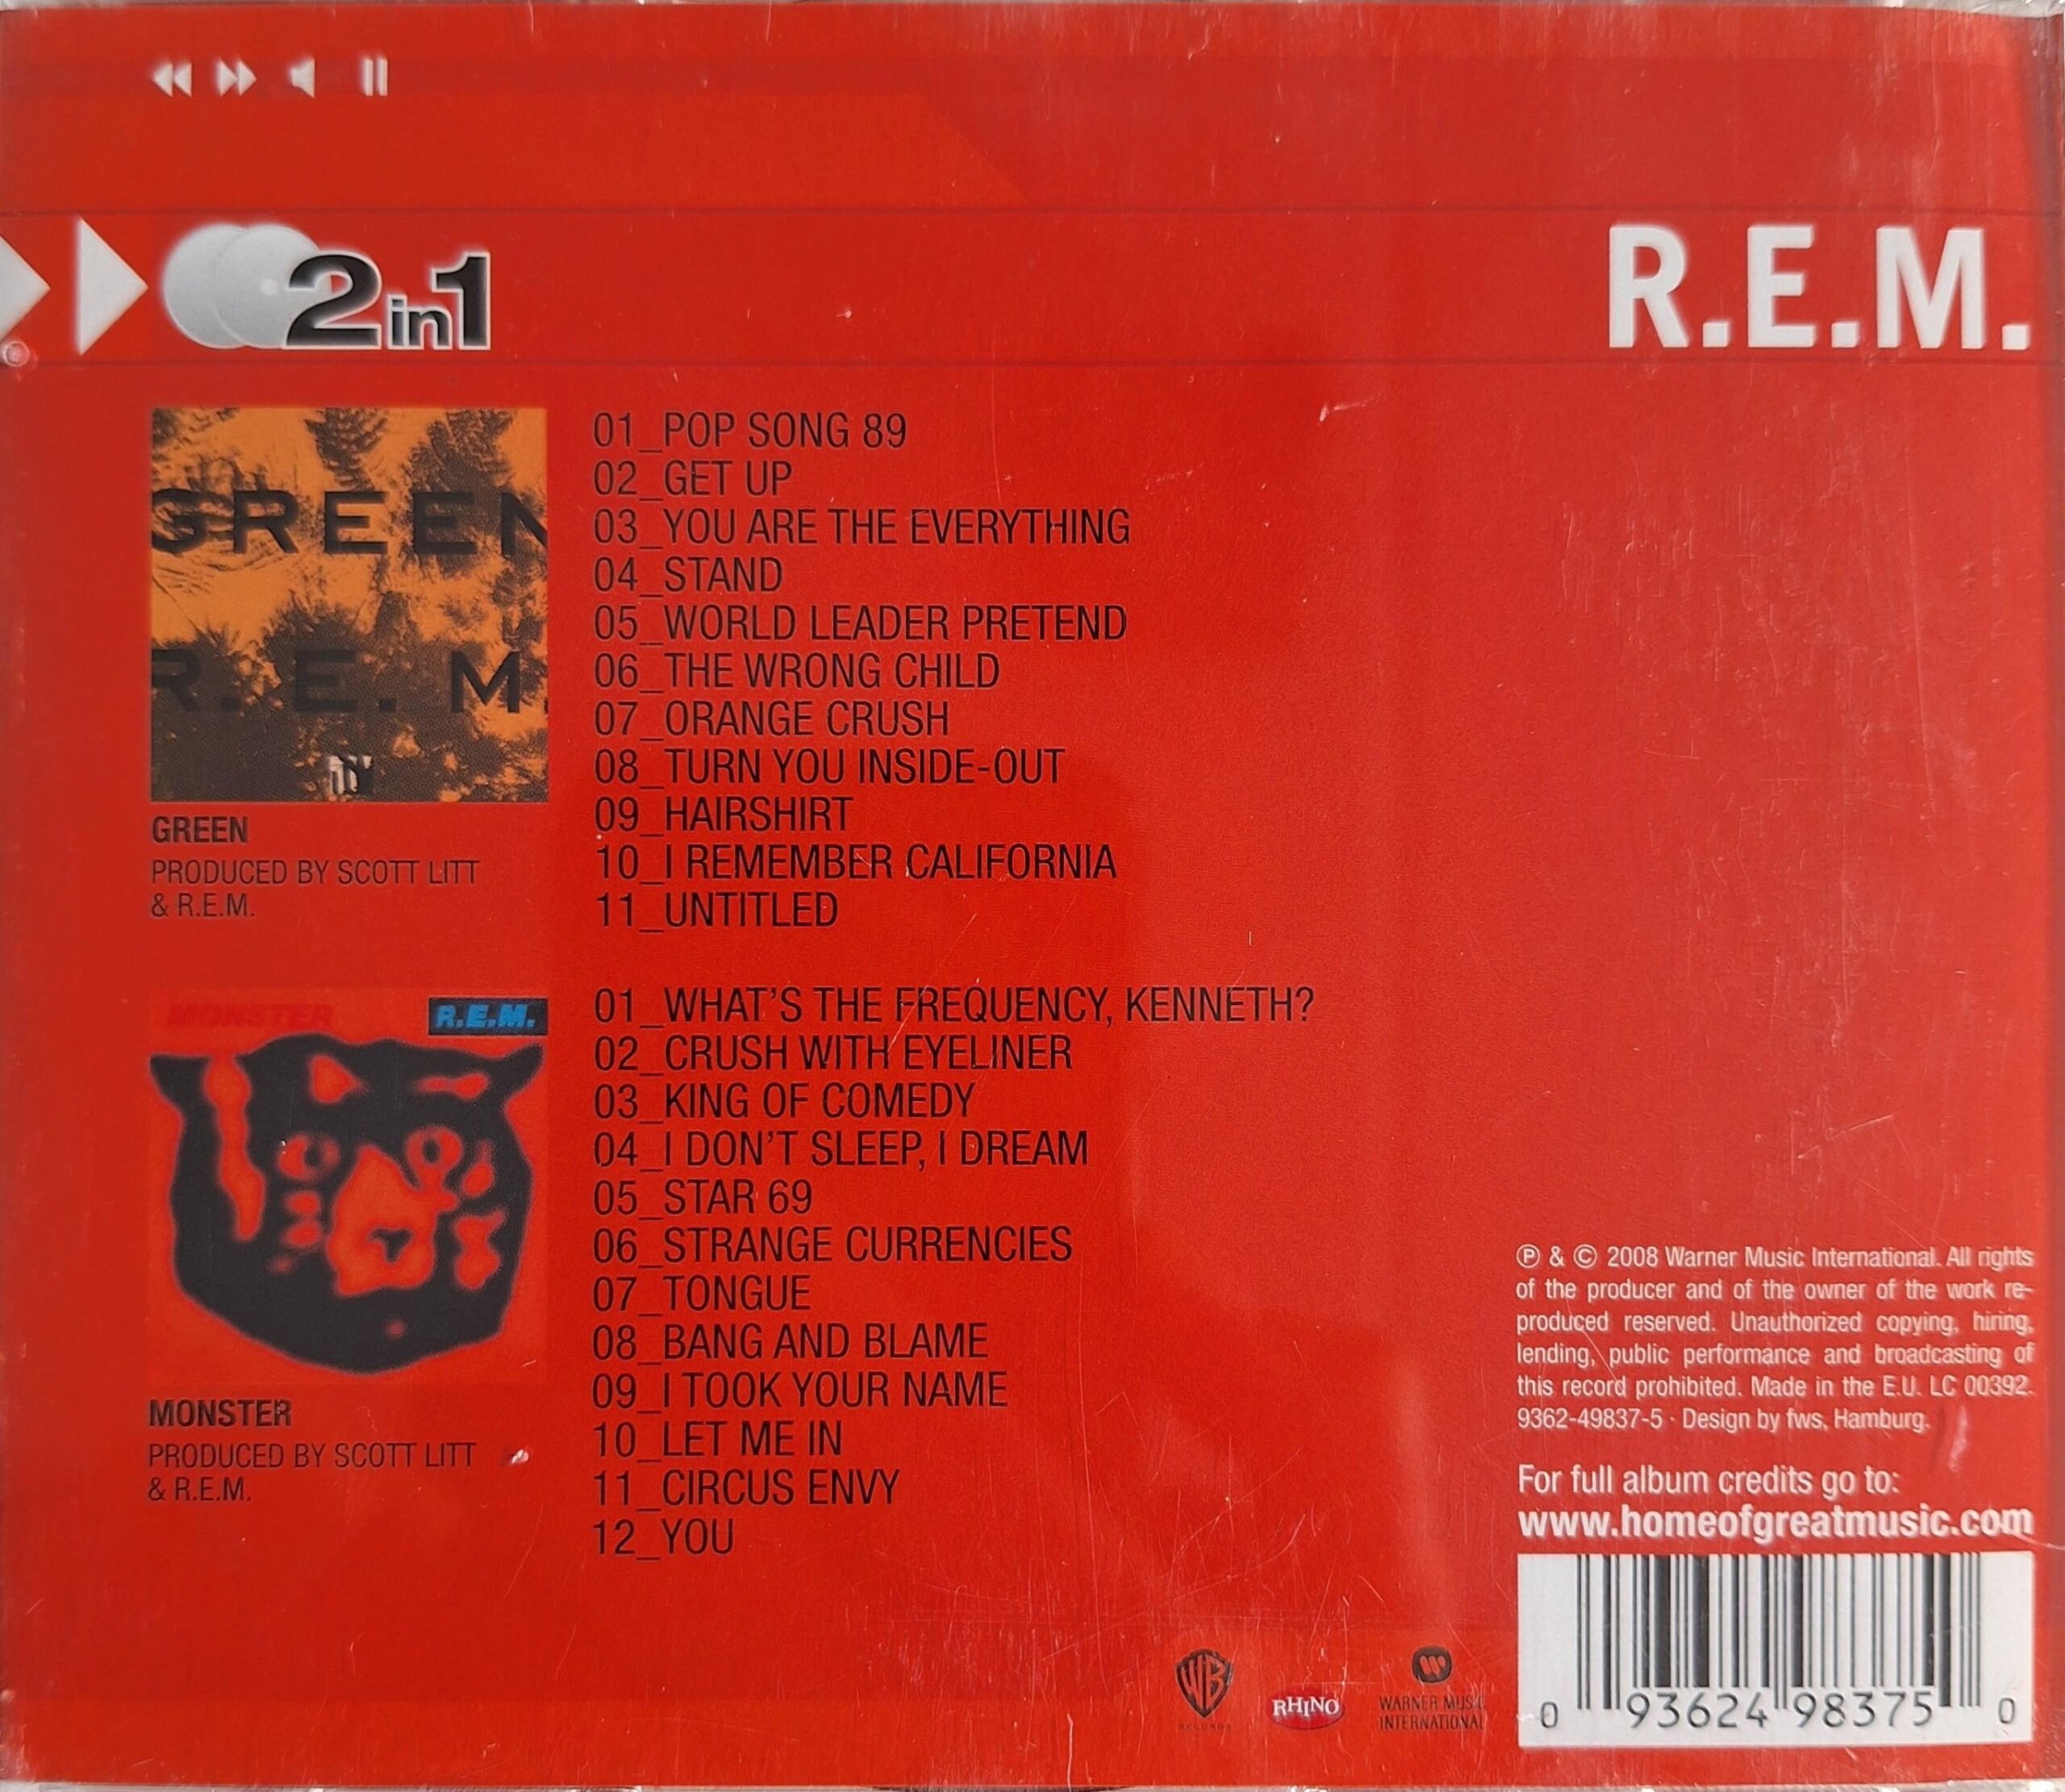 2in1
R.E.M.
GREEN
R.E.M.
GREEN
PRODUCED BY SCOTT LITT
& R.E.M.
01_POP SONG 89
02_GET UP
03_YOU ARE THE EVERYTHING
04_STAND
05_WORLD LEADER PRETEND
06_THE WRONG CHILD
07_ORANGE CRUSH
08_TURN YOU INSIDE-OUT
09_HAIRSHIRT
10_I REMEMBER CALIFORNIA
11_UNTITLED
MONSTER
R.E.M.
MONSTER
PRODUCED BY SCOTT LITT
& R.E.M.
01_WHAT'S THE FREQUENCY, KENNETH?
02_CRUSH WITH EYELINER
03_KING OF COMEDY
04_I DON'T SLEEP, I DREAM
05_STAR 69
06_STRANGE CURRENCIES
07_TONGUE
08_BANG AND BLAME
09_I TOOK YOUR NAME
10_LET ME IN
11_CIRCUS ENVY
12_YOU
℗ & © 2008 Warner Music International. All rights
of the producer and of the owner of the work re-
produced reserved. Unauthorized copying, hiring,
lending, public performance and broadcasting of
this record prohibited. Made in the E.U. LC 00392.
9362-49837-5 · Design by fws, Hamburg.
For full album credits go to:
www.homeofgreatmusic.com
WB
RECORDS
RHINO
WARNER MUSIC
INTERNATIONAL
0 93624 98375 0